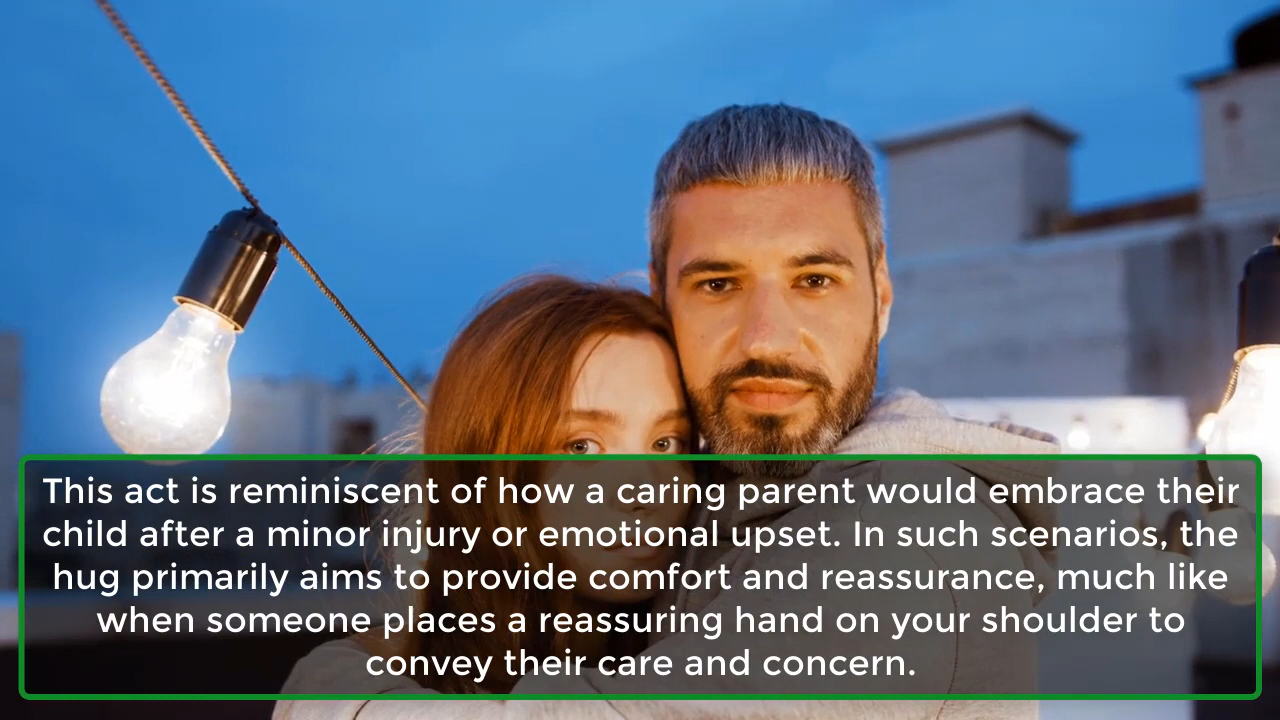 This act is reminiscent of how a caring parent would embrace their
child after a minor injury or emotional upset. In such scenarios, the
hug primarily aims to provide comfort and reassurance, much like
when someone places a reassuring hand on your shoulder to
convey their care and concern.